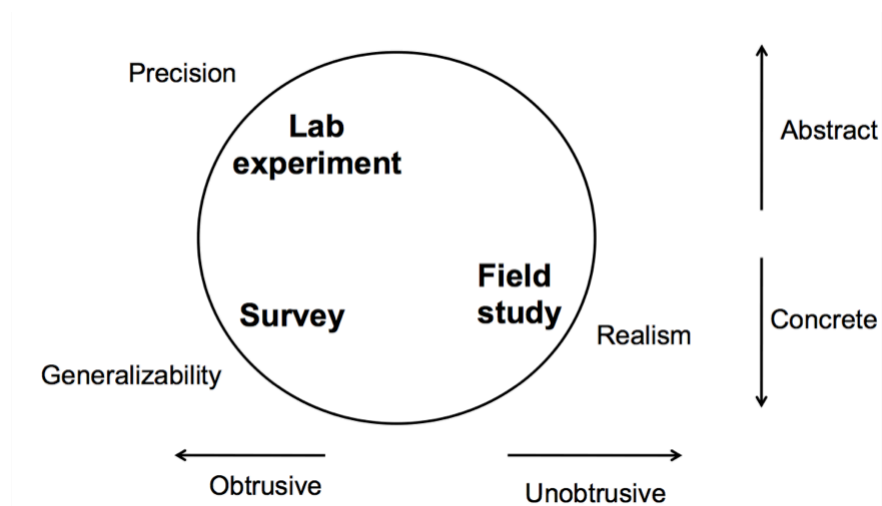 Precision
Lab
experiment
Abstract
Field
study
Survey
Realism
Concrete
Generalizability
Obtrusive
Unobtrusive